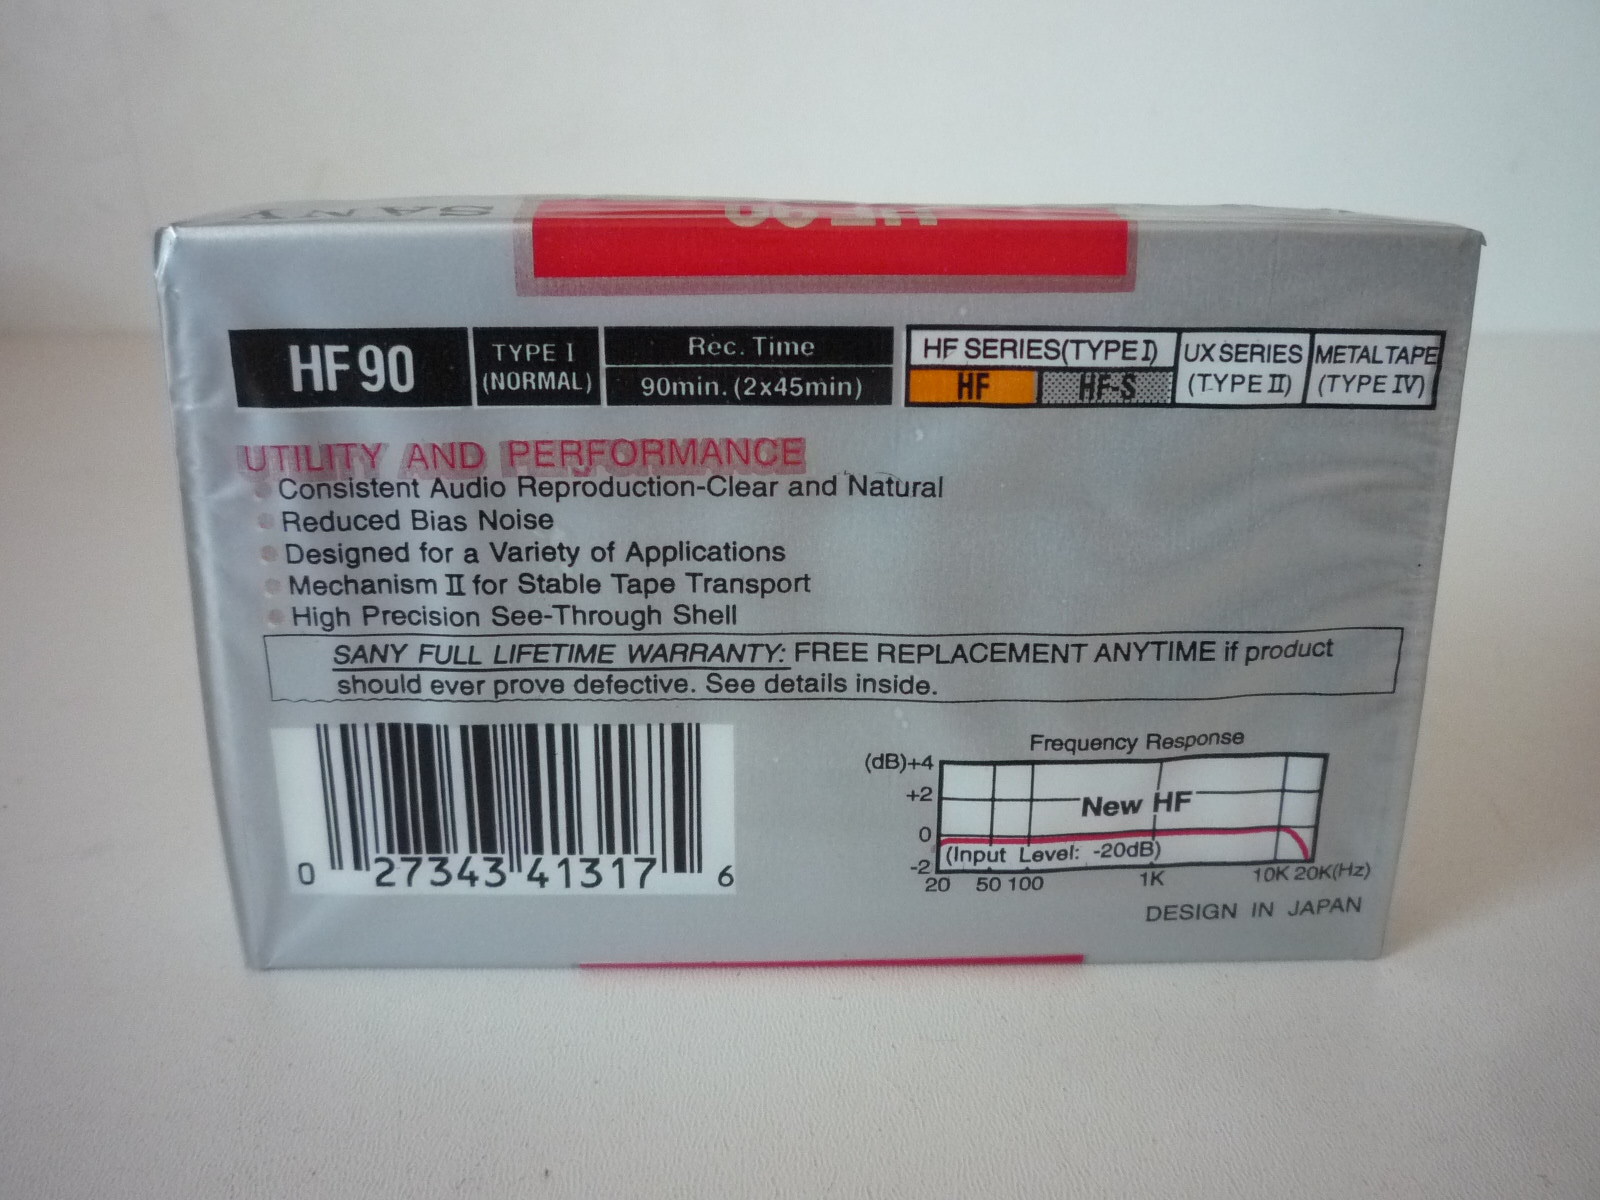 SANY
HF90
HF 90
TYPE I
(NORMAL)
Rec. Time
90min. (2x45min)
HF SERIES(TYPE I)
HF
HF-S
UX SERIES
(TYPE II)
METAL TAPE
(TYPE IV)
UTILITY AND PERFORMANCE
Consistent Audio Reproduction-Clear and Natural
Reduced Bias Noise
Designed for a Variety of Applications
Mechanism II for Stable Tape Transport
High Precision See-Through Shell
SANY FULL LIFETIME WARRANTY: FREE REPLACEMENT ANYTIME if product
should ever prove defective. See details inside.
0 27343 41317 6
Frequency Response
(dB)+4
+2
0
-2
New HF
(Input Level: -20dB)
20 50 100 1K 10K 20K(Hz)
DESIGN IN JAPAN